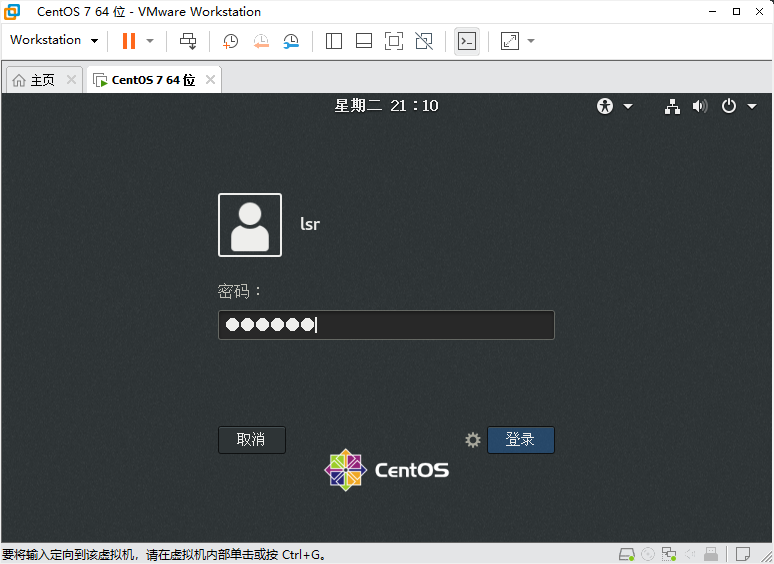 CentOS 7 64 位 - VMware Workstation
Workstation
主页
CentOS 7 64 位
星期二 21：10
lsr
密码：
取消
登录
CentOS
要将输入定向到该虚拟机，请在虚拟机内部单击或按 Ctrl+G。